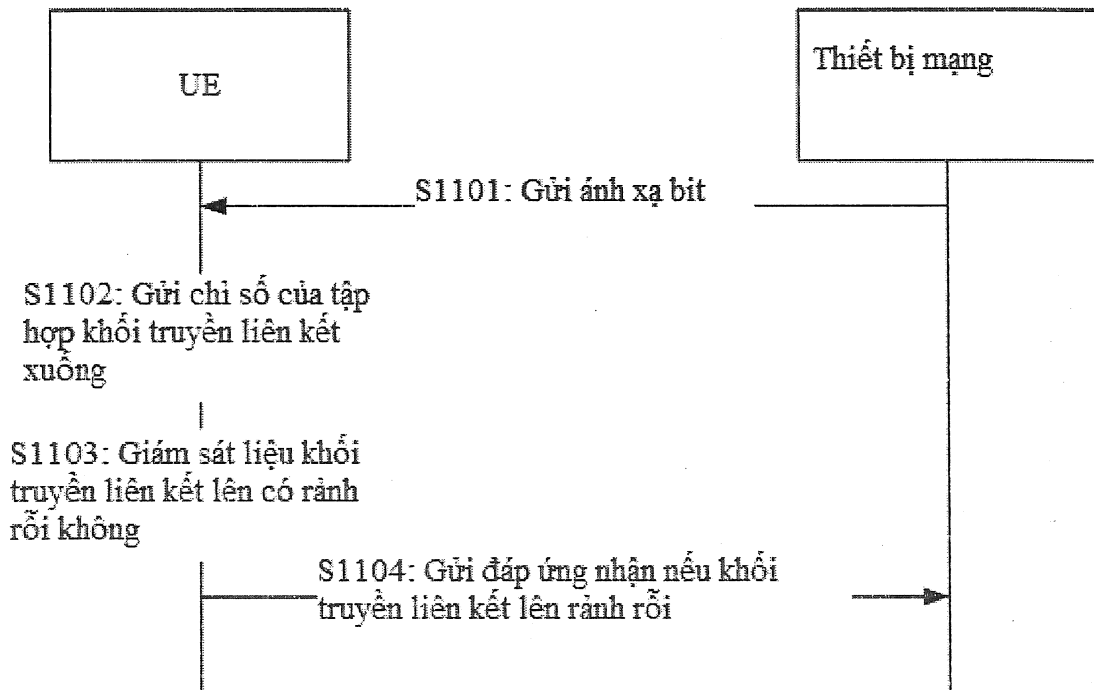 UE
Thiết bị mạng
S1101: Gửi ánh xạ bit
S1102: Gửi chỉ số của tập
hợp khối truyền liên kết
xuống
S1103: Giám sát liệu khối
truyền liên kết lên có rảnh
rỗi không
S1104: Gửi đáp ứng nhận nếu khối
truyền liên kết lên rảnh rỗi